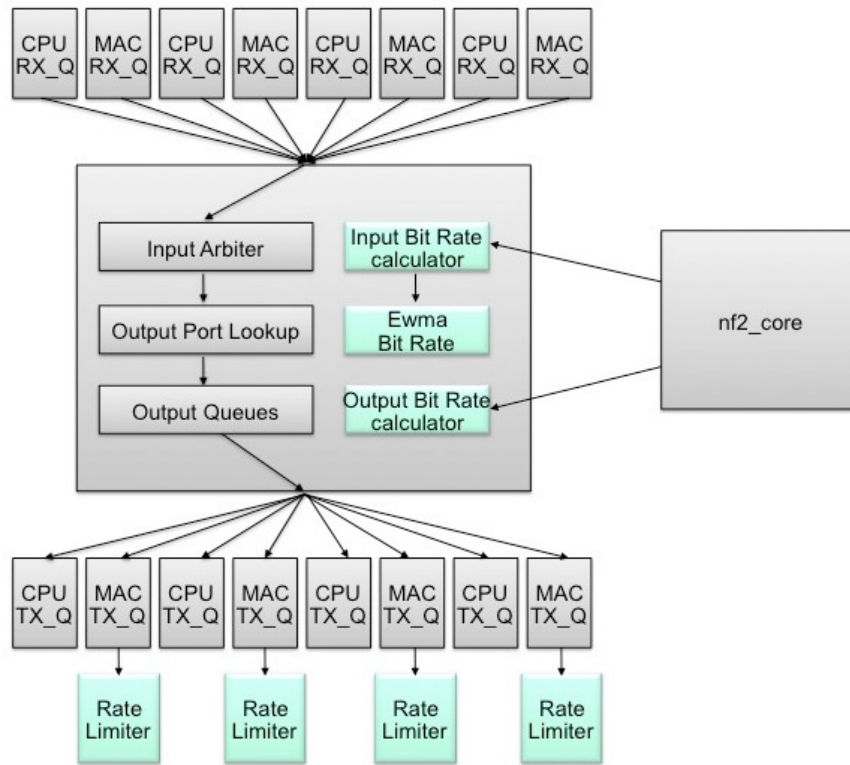 CPU
RX_Q
MAC
RX_Q
CPU
RX_Q
MAC
RX_Q
CPU
RX_Q
MAC
RX_Q
CPU
RX_Q
MAC
RX_Q
Input Arbiter
Input Bit Rate
calculator
Output Port Lookup
Ewma
Bit Rate
nf2_core
Output Queues
Output Bit Rate
calculator
CPU
TX_Q
MAC
TX_Q
CPU
TX_Q
MAC
TX_Q
CPU
TX_Q
MAC
TX_Q
CPU
TX_Q
MAC
TX_Q
Rate
Limiter
Rate
Limiter
Rate
Limiter
Rate
Limiter